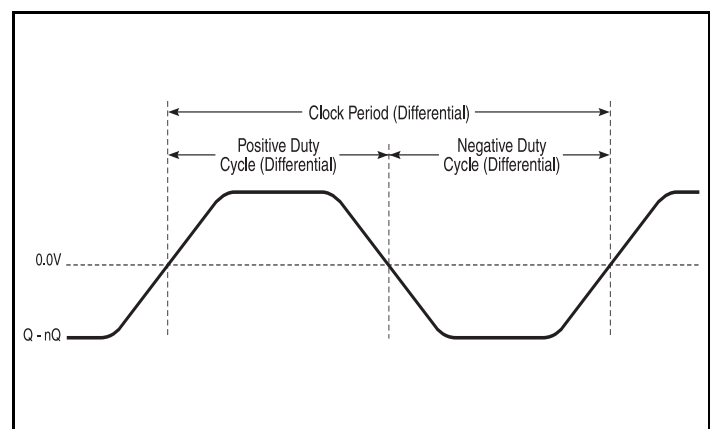 Clock Period (Differential)
Positive Duty
Cycle (Differential)
Negative Duty
Cycle (Differential)
0.0V
Q - nQ